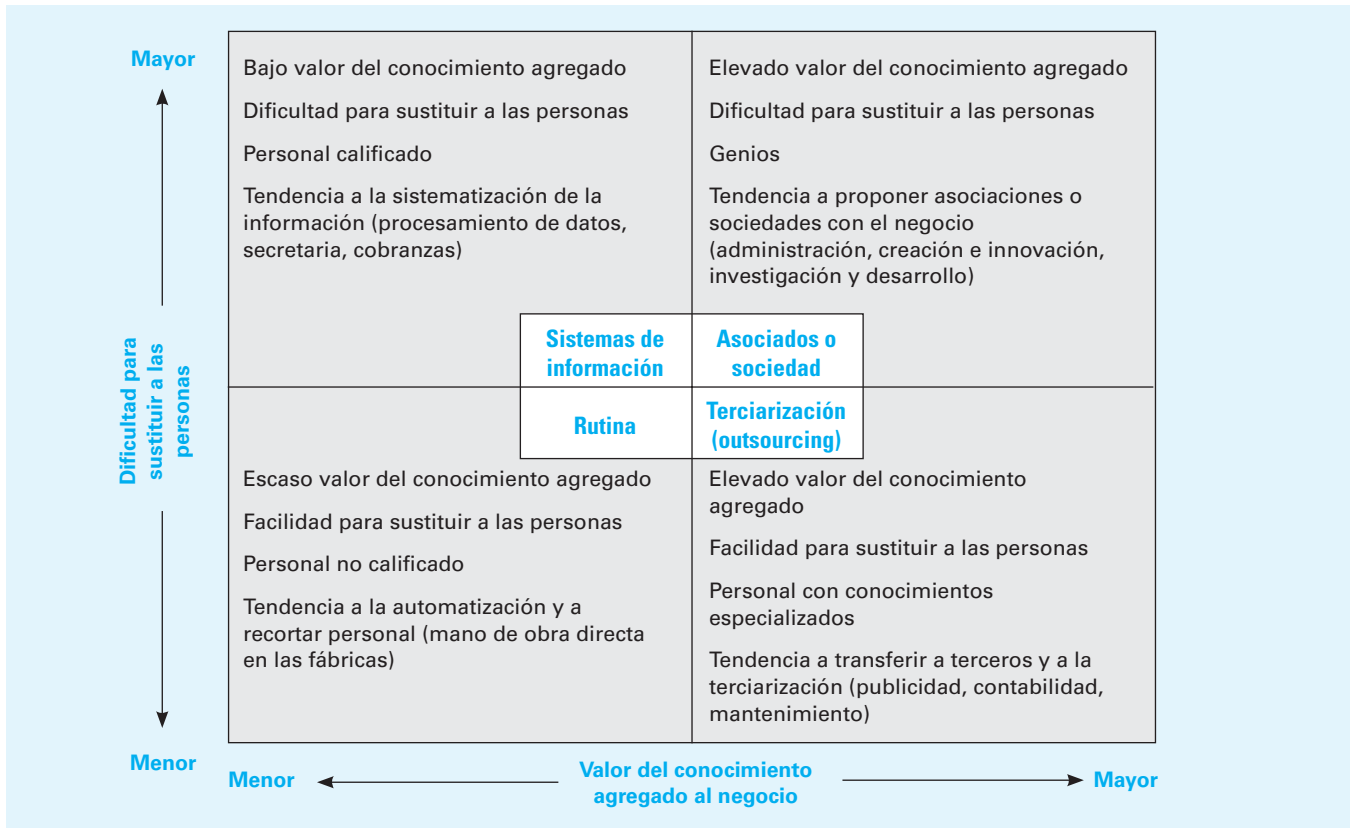 Mayor
Bajo valor del conocimiento agregado
Dificultad para sustituir a las personas
Personal calificado
Tendencia a la sistematización de la
información (procesamiento de datos,
secretaria, cobranzas)
Elevado valor del conocimiento agregado
Dificultad para sustituir a las personas
Genios
Tendencia a proponer asociaciones o
sociedades con el negocio
(administración, creación e innovación,
investigación y desarrollo)
Sistemas de
información
Asociados o
sociedad
Dificultad para
sustituir a las
personas
Rutina
Terciarización
(outsourcing)
Escaso valor del conocimiento agregado
Facilidad para sustituir a las personas
Personal no calificado
Tendencia a la automatización y a
recortar personal (mano de obra directa
en las fábricas)
Elevado valor del conocimiento
agregado
Facilidad para sustituir a las personas
Personal con conocimientos
especializados
Tendencia a transferir a terceros y a la
terciarización (publicidad, contabilidad,
mantenimiento)
Menor
Menor
Valor del conocimiento
agregado al negocio
Mayor